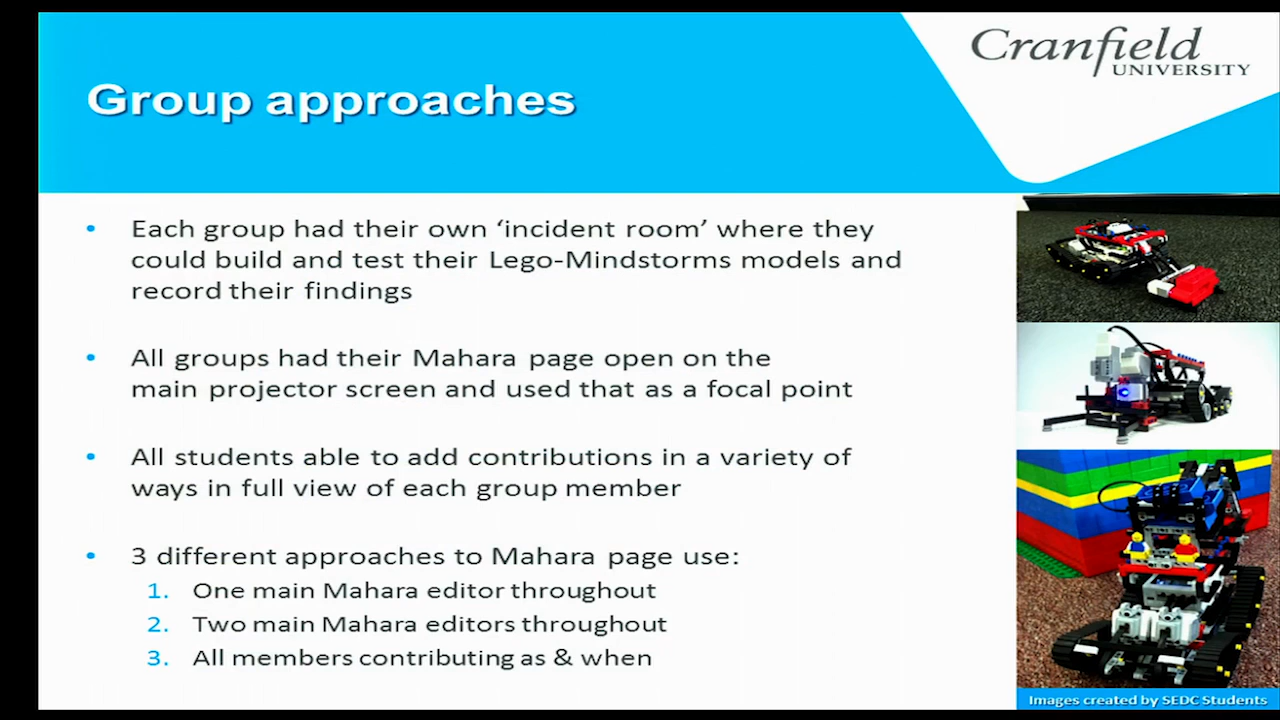 Cranfield
UNIVERSITY
Group approaches
• Each group had their own ‘incident room’ where they
could build and test their Lego-Mindstorms models and
record their findings
• All groups had their Mahara page open on the
main projector screen and used that as a focal point
• All students able to add contributions in a variety of
ways in full view of each group member
• 3 different approaches to Mahara page use:
1. One main Mahara editor throughout
2. Two main Mahara editors throughout
3. All members contributing as & when
Images created by SEDC Students